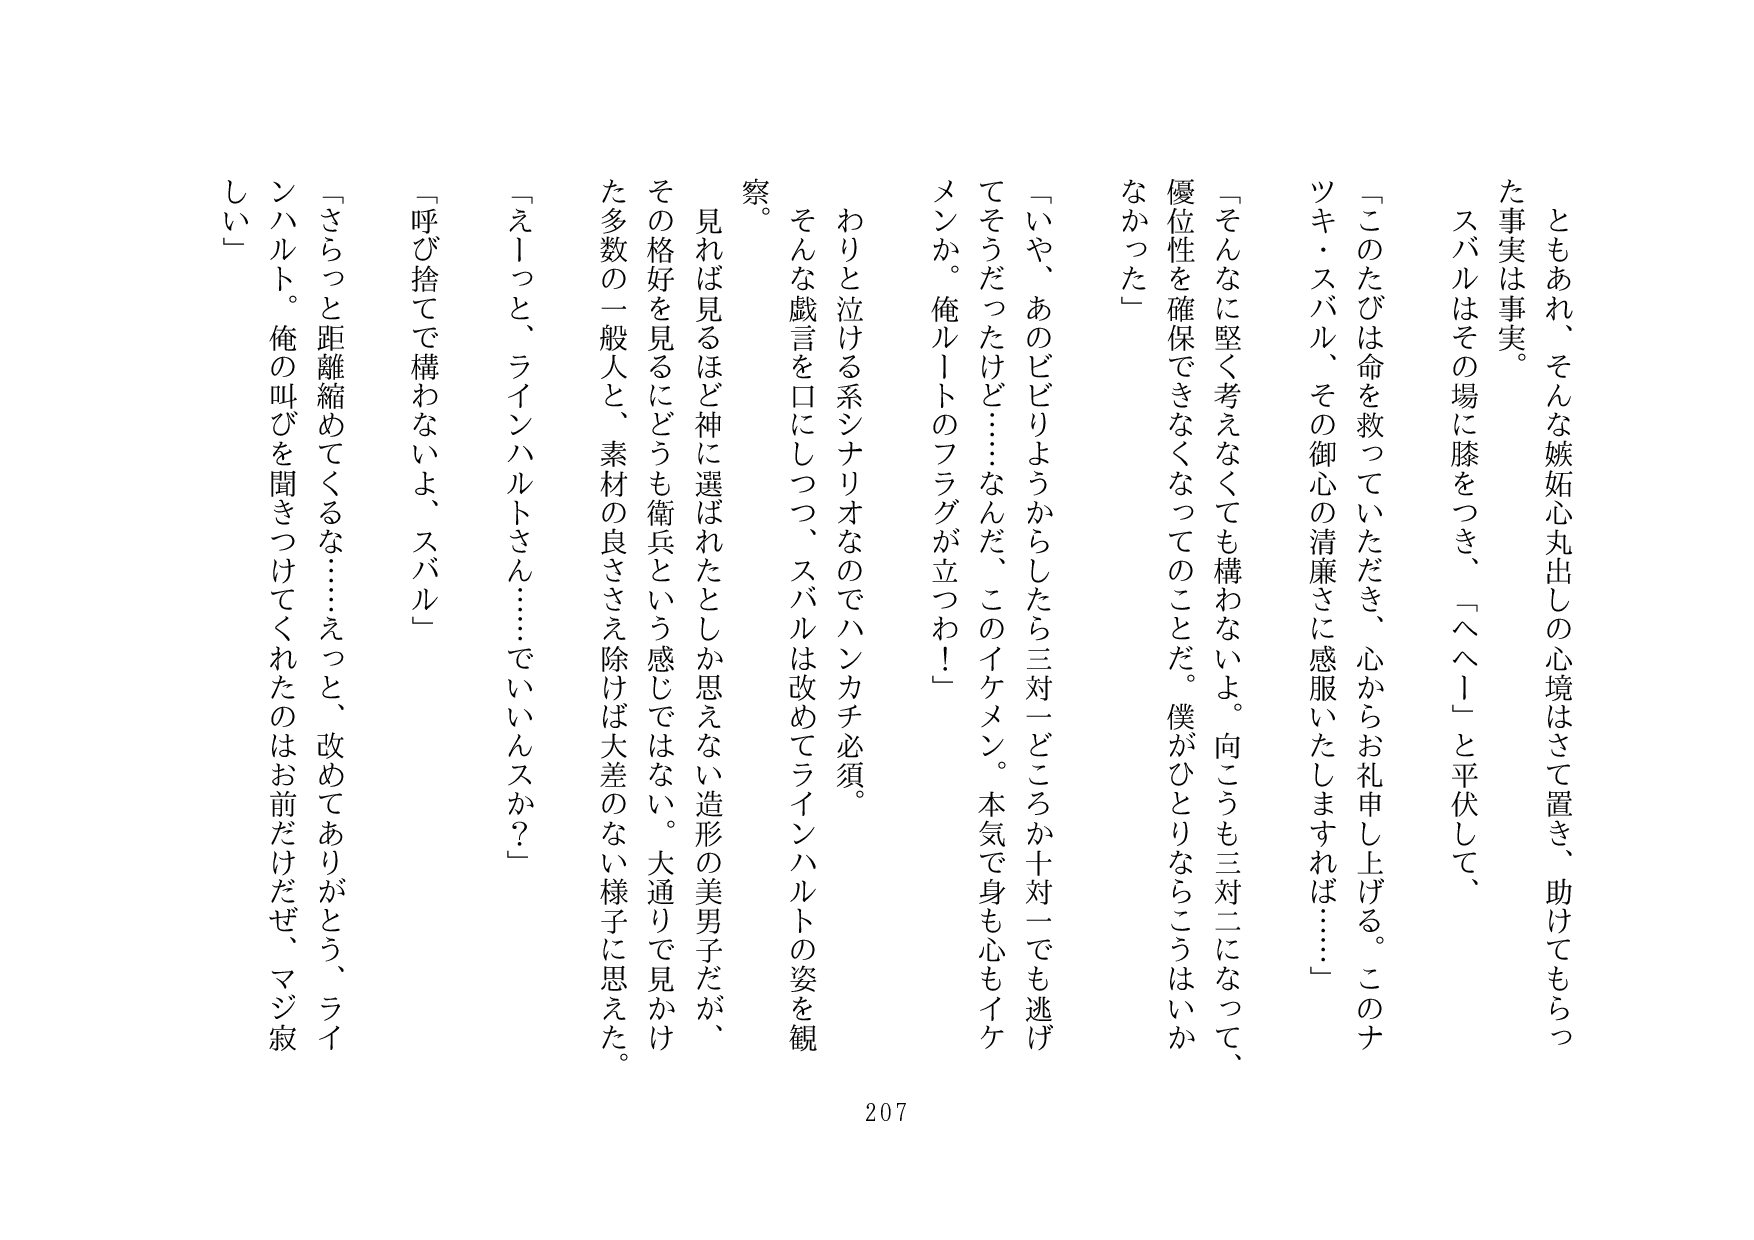 ともあれ、そんな嫉妬心丸出しの心境はさて置き、助けてもらっ
た事実は事実。
　スバルはその場に膝をつき、「へへー」と平伏して、
「このたびは命を救っていただき、心からお礼申し上げる。このナ
ツキ・スバル、その御心の清廉さに感服いたしますれば……」
「そんなに堅く考えなくても構わないよ。向こうも三対二になって、
優位性を確保できなくなってのことだ。僕がひとりならこうはいか
なかった」
「いや、あのビビりようからしたら三対一どころか十対一でも逃げ
てそうだったけど……なんだ、このイケメン。本気で身も心もイケ
メンか。俺ルートのフラグが立つわ！」
　わりと泣ける系シナリオなのでハンカチ必須。
　そんな戯言を口にしつつ、スバルは改めてラインハルトの姿を観
察。
　見れば見るほど神に選ばれたとしか思えない造形の美男子だが、
その格好を見るにどうも衛兵という感じではない。大通りで見かけ
た多数の一般人と、素材の良ささえ除けば大差のない様子に思えた。
「えーっと、ラインハルトさん……でいいんスか？」
「呼び捨てで構わないよ、スバル」
「さらっと距離縮めてくるな……えっと、改めてありがとう、ライ
ンハルト。俺の叫びを聞きつけてくれたのはお前だけだぜ、マジ寂
しい」
207